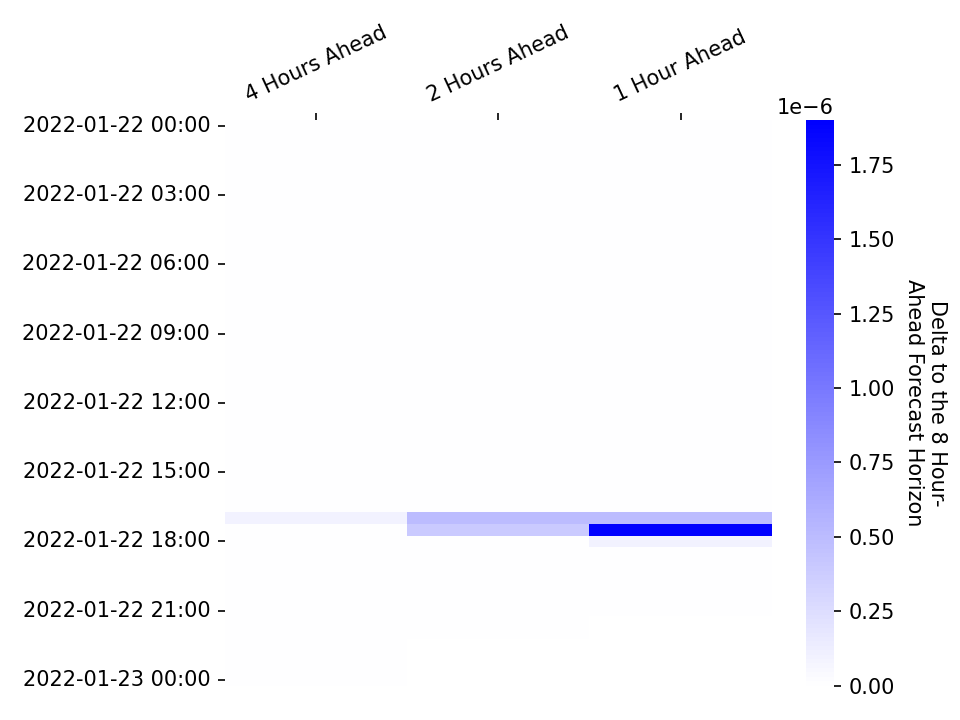 4 Hours Ahead
2 Hours Ahead
1 Hour Ahead
1e−6
2022-01-22 00:00
2022-01-22 03:00
2022-01-22 06:00
2022-01-22 09:00
2022-01-22 12:00
2022-01-22 15:00
2022-01-22 18:00
2022-01-22 21:00
2022-01-23 00:00
1.75
1.50
1.25
1.00
0.75
0.50
0.25
0.00
Delta to the 8 Hour-
Ahead Forecast Horizon